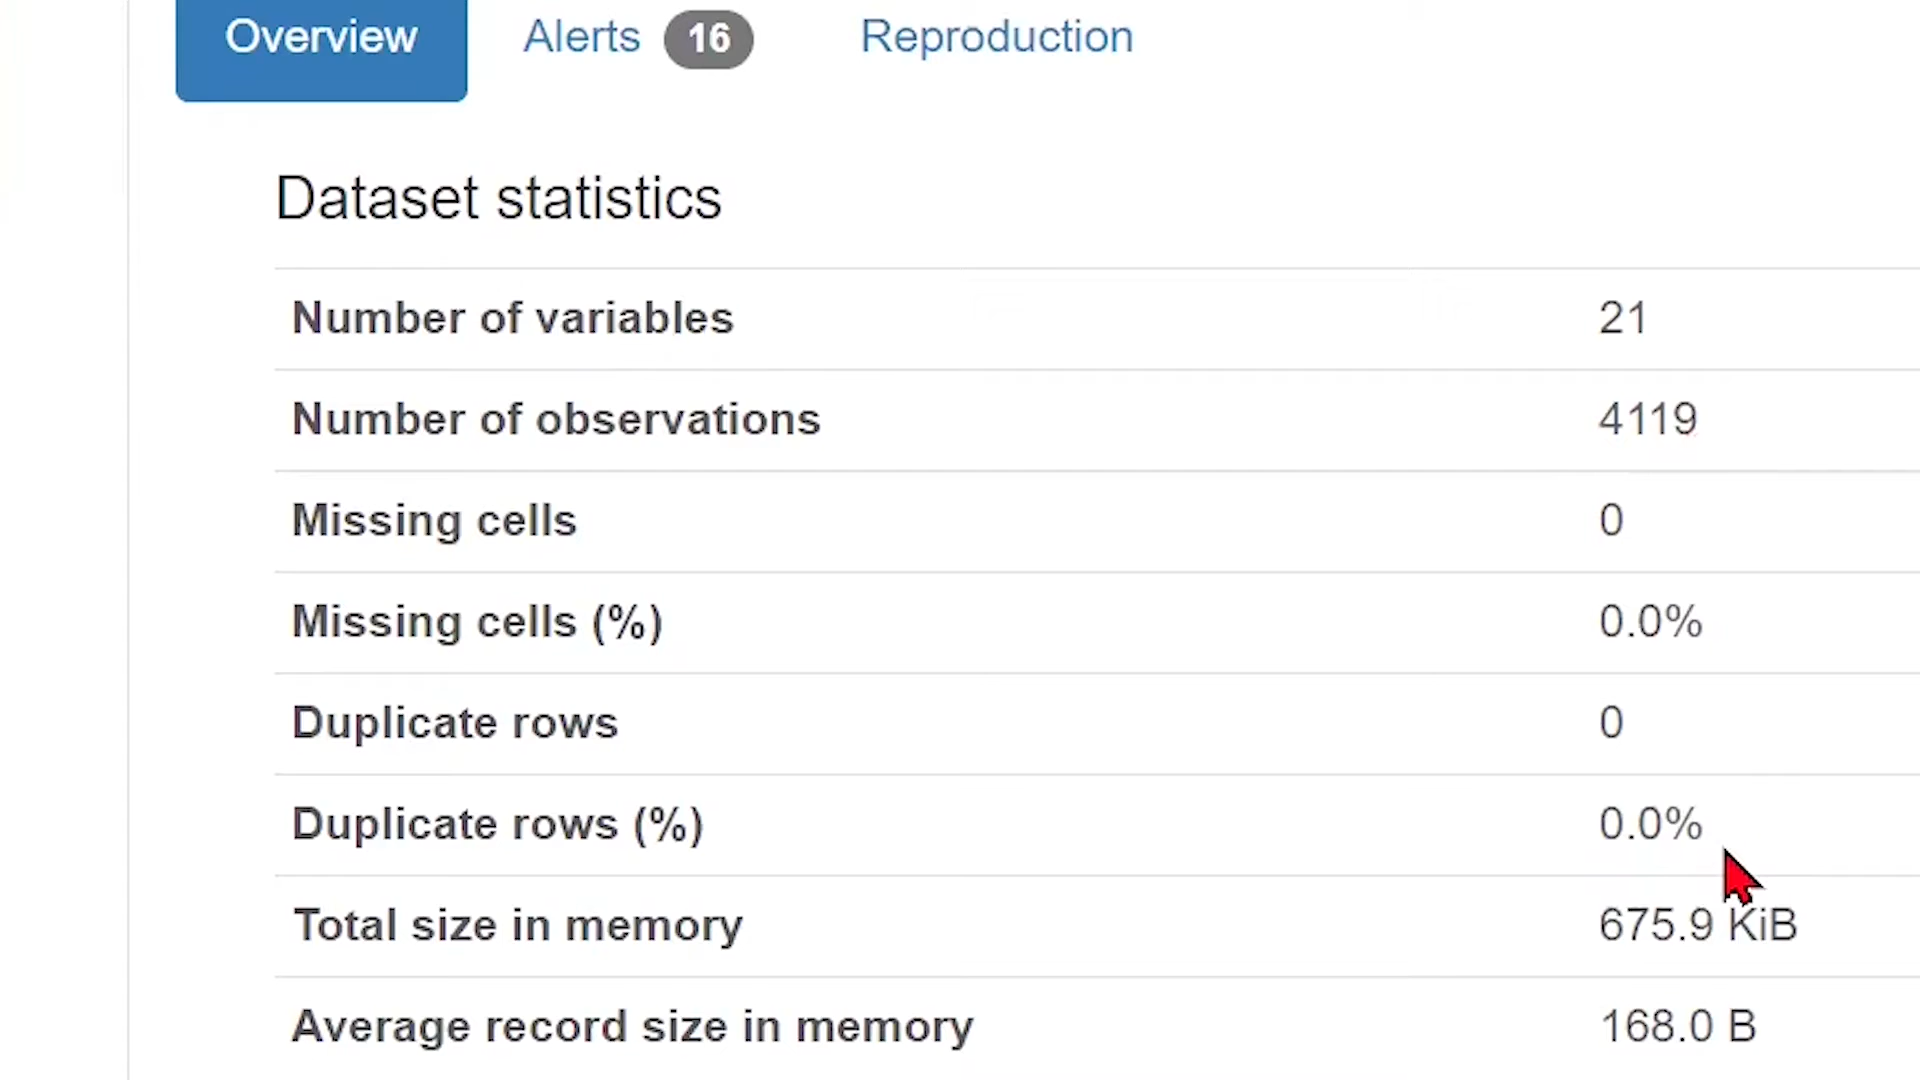 Overview Alerts 16 Reproduction
Dataset statistics
Number of variables 21
Number of observations 4119
Missing cells 0
Missing cells (%) 0.0%
Duplicate rows 0
Duplicate rows (%) 0.0%
Total size in memory 675.9 KiB
Average record size in memory 168.0 B